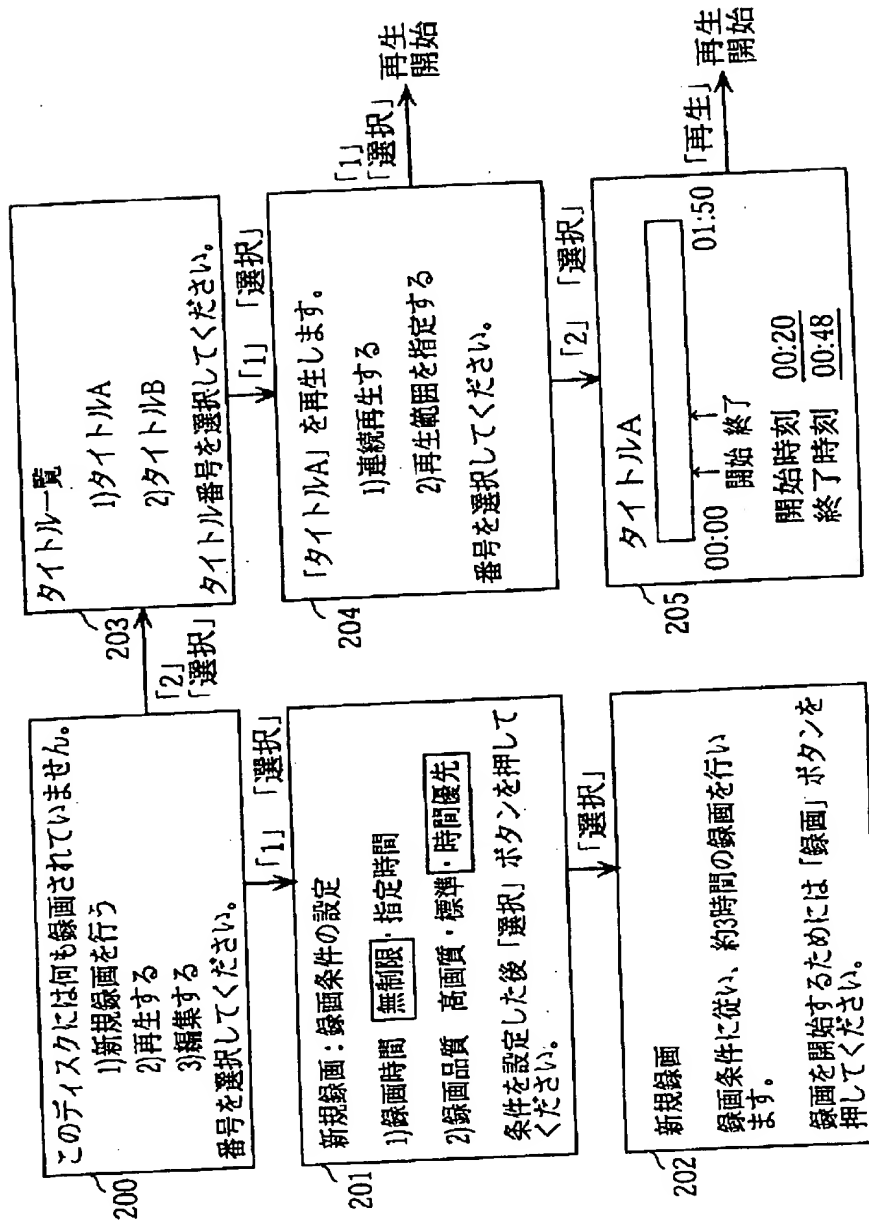 このディスクには何も録画されていません。
1)新規録画を行う
2)再生する
3)編集する
番号を選択してください。
200
「1」 「選択」
新規録画：録画条件の設定
1)録画時間 無制限・指定時間
2)録画品質 高画質・標準・時間優先
条件を設定した後「選択」ボタンを押して
ください。
201
「選択」
新規録画
録画条件に従い、約3時間の録画を行い
ます。
録画を開始するためには「録画」ボタンを
押してください。
202
「2」
「選択」
タイトル一覧
1)タイトルA
2)タイトルB
タイトル番号を選択してください。
203
「1」 「選択」
「タイトルA」を再生します。
1)連続再生する
2)再生範囲を指定する
番号を選択してください。
204
「1」
「選択」
再生
開始
「2」 「選択」
タイトルA
00:00
01:50
開始 終了
開始時刻 00:20
終了時刻 00:48
205
「再生」
再生
開始